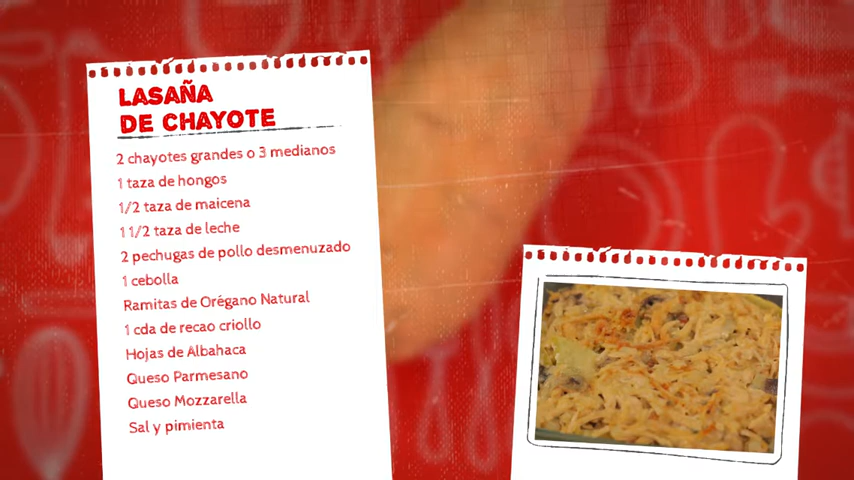 LASAÑA
DE CHAYOTE
2 chayotes grandes o 3 medianos
1 taza de hongos
1/2 taza de maicena
1 1/2 taza de leche
2 pechugas de pollo desmenuzado
1 cebolla
Ramitas de Orégano Natural
1 cda de recao criollo
Hojas de Albahaca
Queso Parmesano
Queso Mozzarella
Sal y pimienta